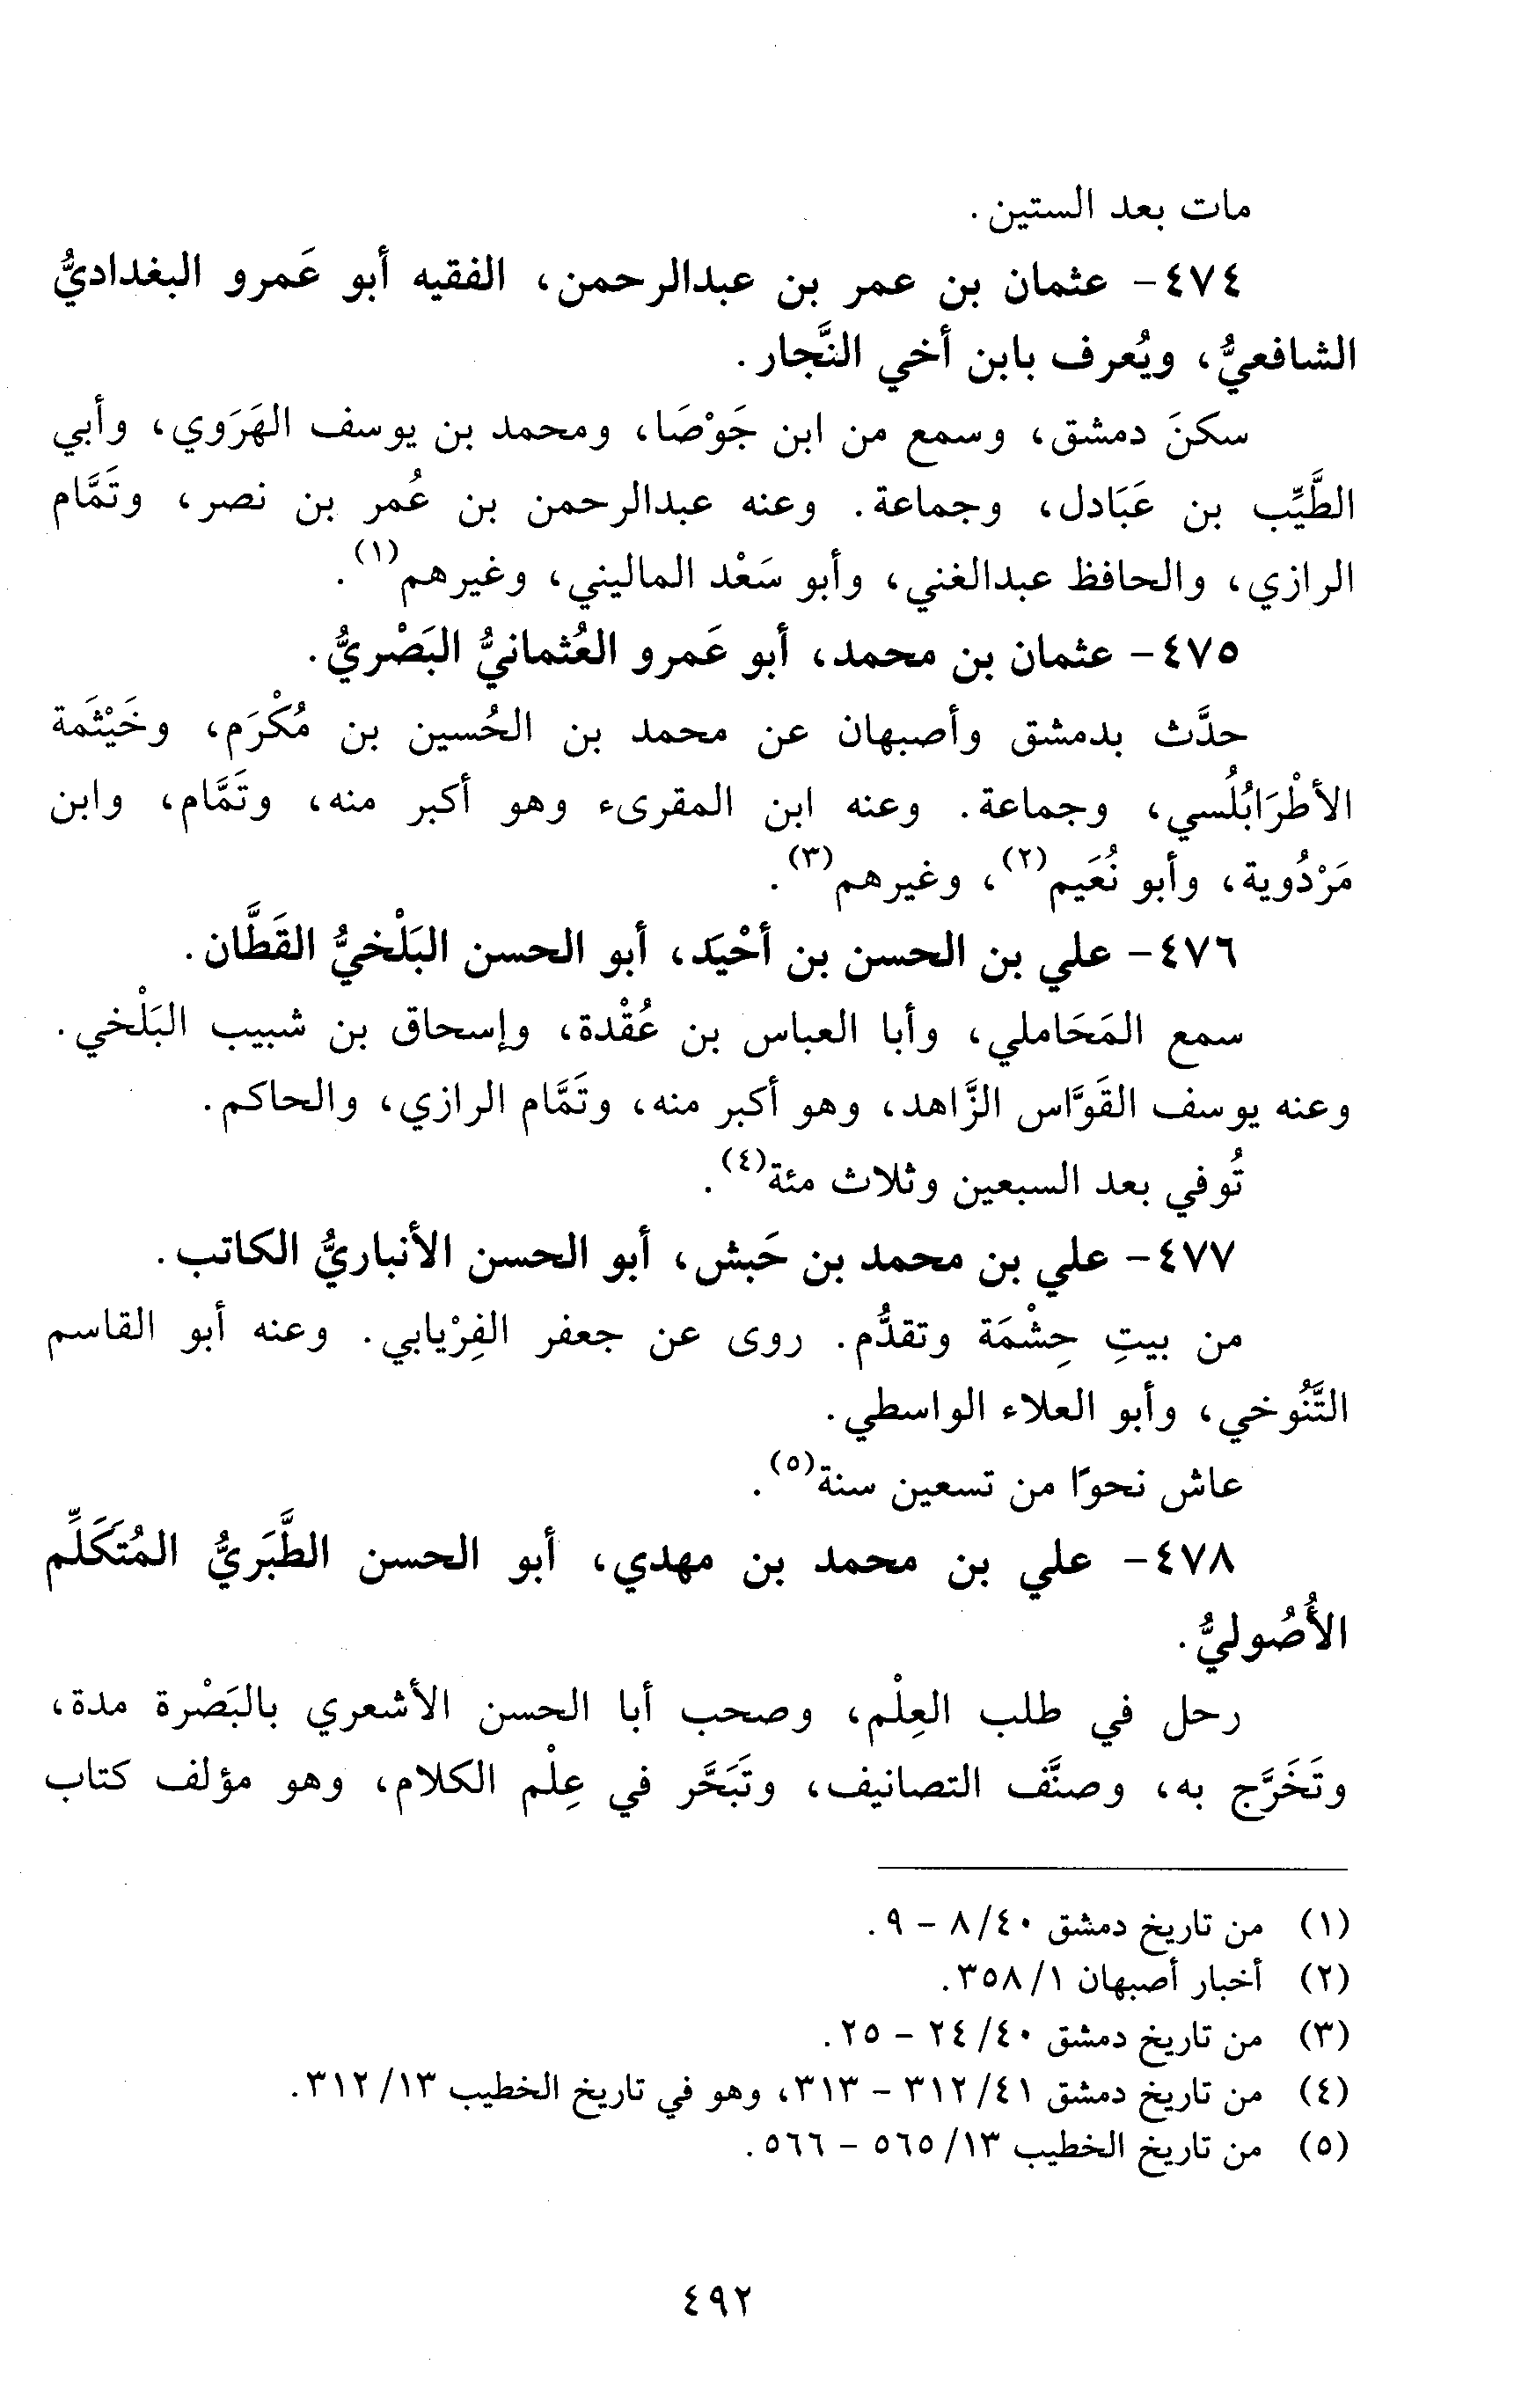 مات بعد الستين.
٤٧٤- عثمان بن عمر بن عبدالرحمن، الفقيه أبو عَمرو البغداديُّ
الشافعيُّ، ويُعرف بابن أخي النَّجار.
سكنَ دمشق، وسمع من ابن جَوْصَا، ومحمد بن يوسف الهَرَوي، وأبي
الطَّيِّب بن عَبَادل، وجماعة. وعنه عبدالرحمن بن عُمر بن نصر، وتَمَّام
الرازي، والحافظ عبدالغني، وأبو سَعْد الماليني، وغيرهم(١).
٤٧٥- عثمان بن محمد، أبو عَمرو العُثمانيُّ البَصْريُّ.
حدَّث بدمشق وأصبهان عن محمد بن الحُسين بن مُكْرَم، وخَيْثَمة
الأطْرَابُلُسي، وجماعة. وعنه ابن المقرىء وهو أكبر منه، وتَمَّام، وابن
مَرْدُوية، وأبو نُعَيم(٢)، وغيرهم(٣).
٤٧٦- علي بن الحسن بن أحْيَد، أبو الحسن البَلْخيُّ القَطَّان.
سمع المَحَاملي، وأبا العباس بن عُقْدة، وإسحاق بن شبيب البَلْخي.
وعنه يوسف القَوَّاس الزَّاهد، وهو أكبر منه، وتَمَّام الرازي، والحاكم.
تُوفي بعد السبعين وثلاث مئة(٤).
٤٧٧- علي بن محمد بن حَبش، أبو الحسن الأنباريُّ الكاتب.
من بيتِ حِشْمَة وتقدُّم. روى عن جعفر الفِرْيابي. وعنه أبو القاسم
التَّنُوخي، وأبو العلاء الواسطي.
عاش نحوًا من تسعين سنة(٥).
٤٧٨- علي بن محمد بن مهدي، أبو الحسن الطَّبَريُّ المُتَكَلِّم
الأُصُوليُّ.
رحل في طلب العِلْم، وصحب أبا الحسن الأشعري بالبَصْرة مدة،
وتَخَرَّج به، وصنَّف التصانيف، وتَبَحَّر في عِلْم الكلام، وهو مؤلف كتاب
(١) من تاريخ دمشق ٤٠/ ٨ - ٩.
(٢) أخبار أصبهان ١/ ٣٥٨.
(٣) من تاريخ دمشق ٤٠/ ٢٤ - ٢٥.
(٤) من تاريخ دمشق ٤١/ ٣١٢ - ٣١٣، وهو في تاريخ الخطيب ١٣/ ٣١٢.
(٥) من تاريخ الخطيب ١٣/ ٥٦٥ - ٥٦٦.
٤٩٢